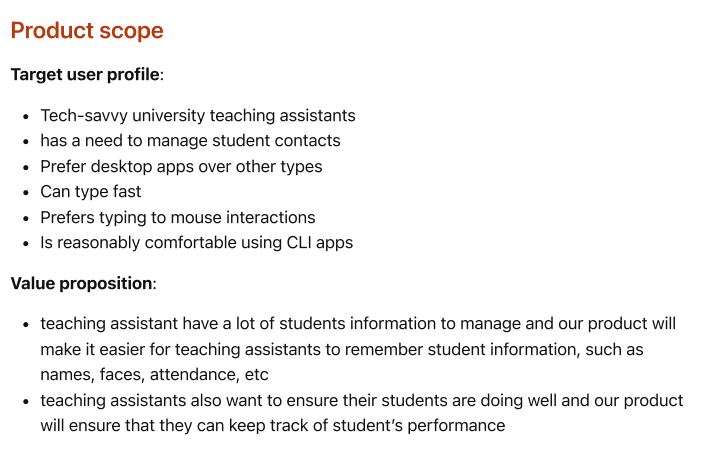 Product scope
Target user profile:
Tech-savvy university teaching assistants
has a need to manage student contacts
Prefer desktop apps over other types
Can type fast
Prefers typing to mouse interactions
Is reasonably comfortable using CLI apps
Value proposition:
teaching assistant have a lot of students information to manage and our product will
make it easier for teaching assistants to remember student information, such as
names, faces, attendance, etc
teaching assistants also want to ensure their students are doing well and our product
will ensure that they can keep track of student’s performance